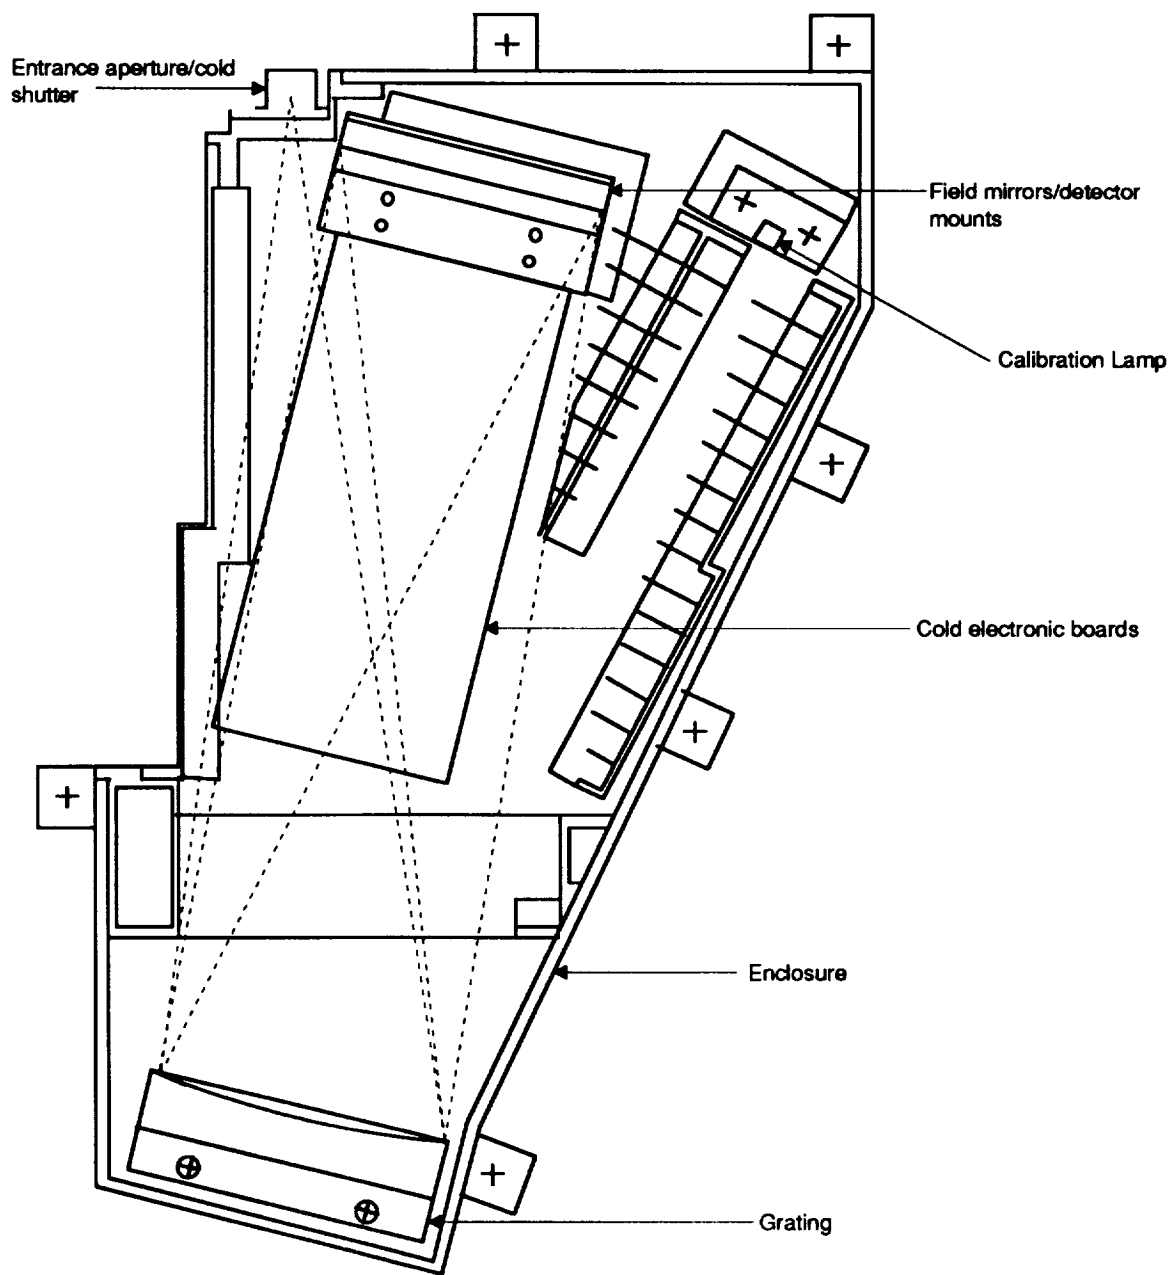 Entrance aperture/cold
shutter
Field mirrors/detector
mounts
Calibration Lamp
Cold electronic boards
Enclosure
Grating